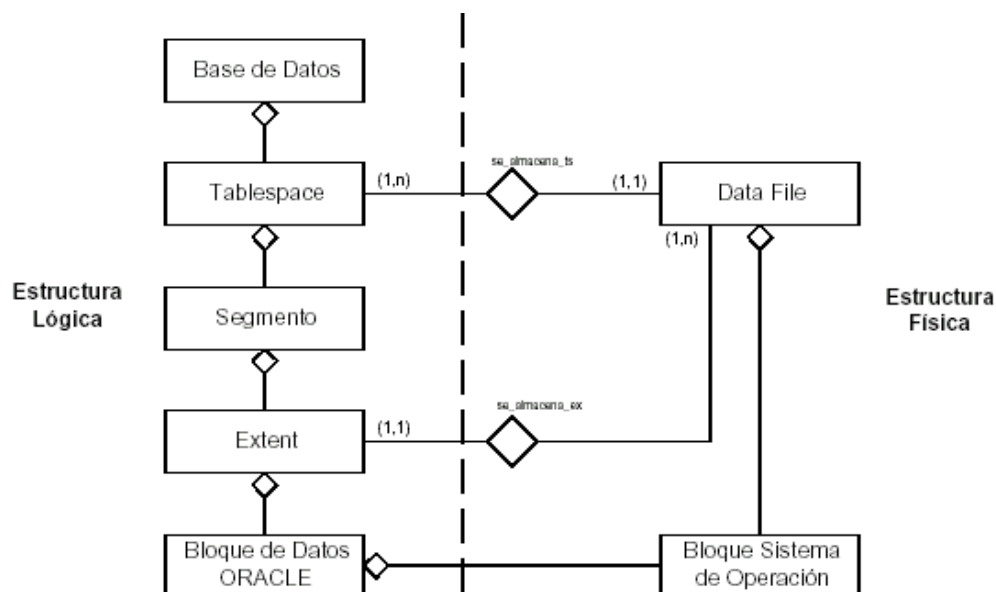 Base de Datos
se_almacena_ts
Tablespace
(1,n)
(1,1)
Data File
(1,n)
Estructura
Lógica
Segmento
Estructura
Física
se_almacena_ex
Extent
(1,1)
Bloque de Datos
ORACLE
Bloque Sistema
de Operación